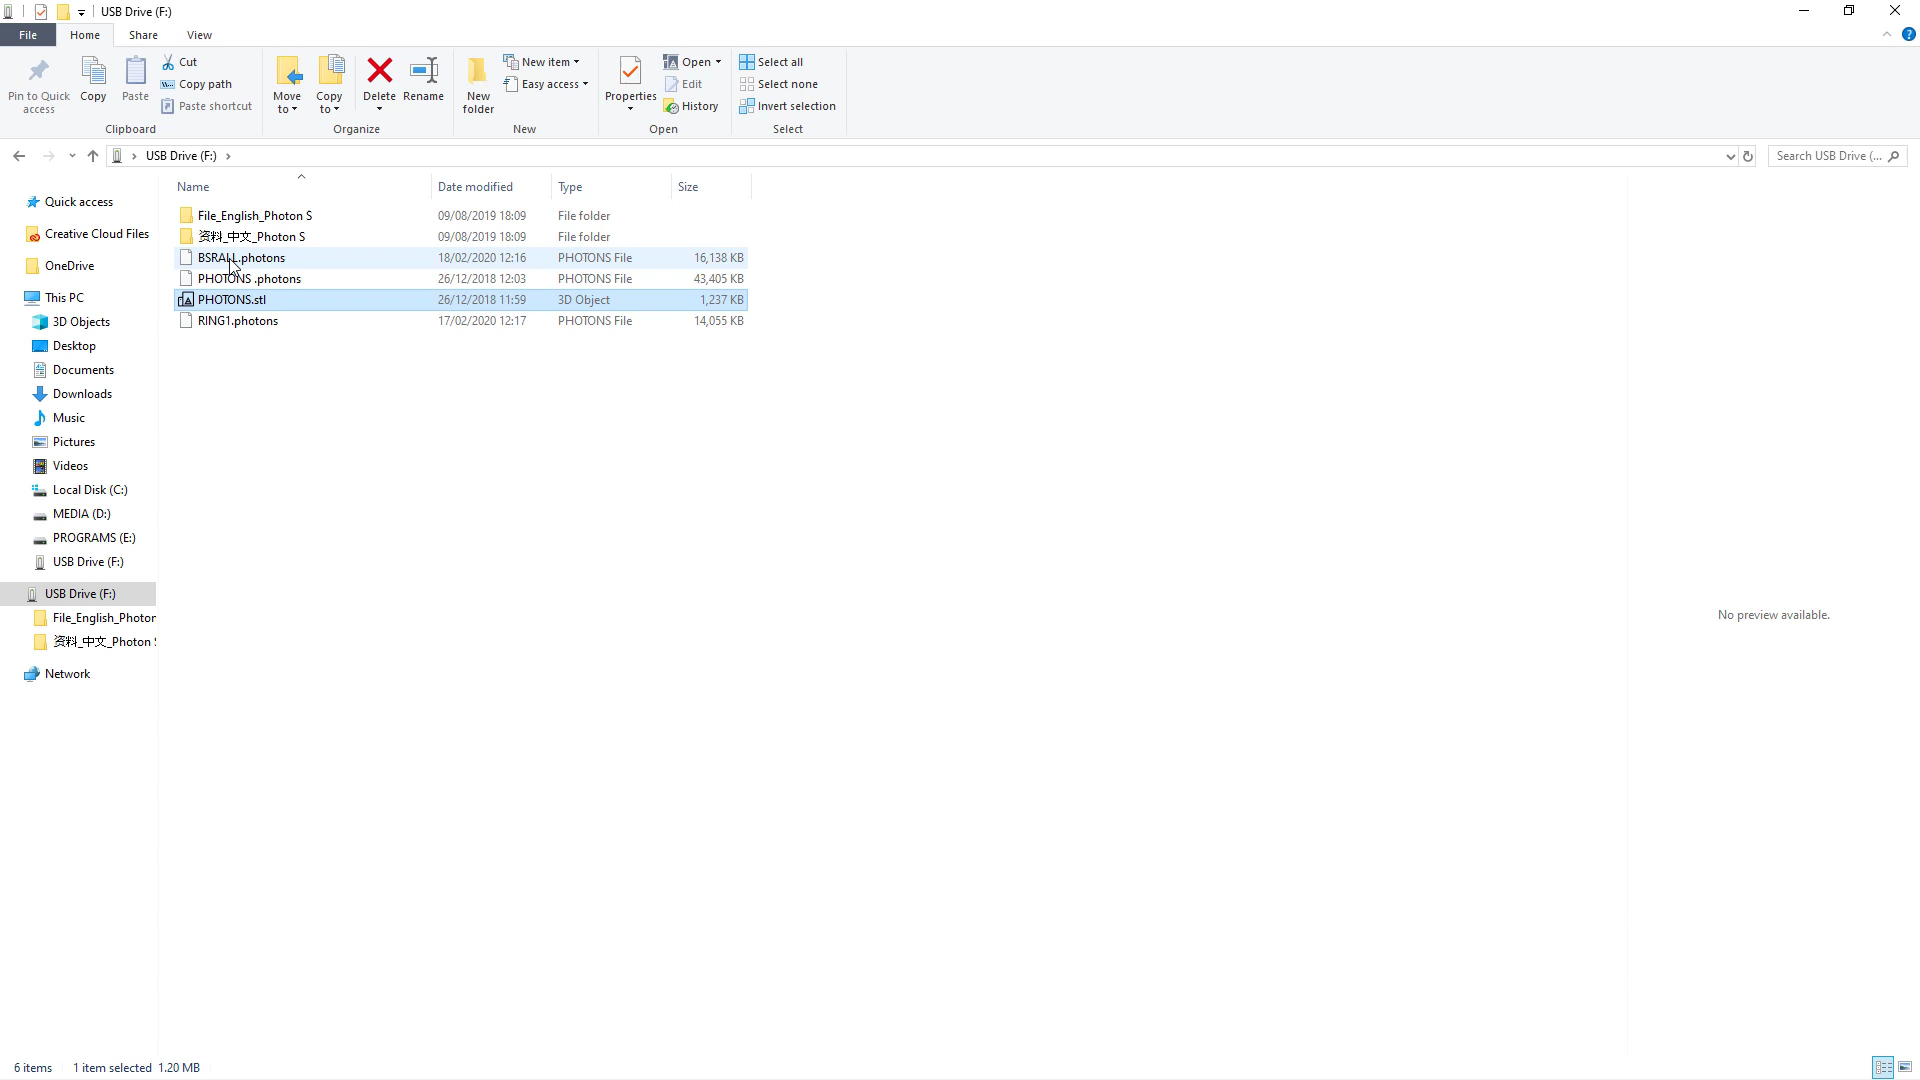 USB Drive (F:)
File Home Share View
Pin to Quick access
Copy
Paste
Cut
Copy path
Paste shortcut
Clipboard
Move to
Copy to
Delete
Rename
Organize
New folder
New item
Easy access
New
Properties
Open
Edit
History
Open
Select all
Select none
Invert selection
Select
USB Drive (F:)
Search USB Drive (...
Name Date modified Type Size
File_English_Photon S 09/08/2019 18:09 File folder
资料_中文_Photon S 09/08/2019 18:09 File folder
BSRALL.photons 18/02/2020 12:16 PHOTONS File 16,138 KB
PHOTONS .photons 26/12/2018 12:03 PHOTONS File 43,405 KB
PHOTONS.stl 26/12/2018 11:59 3D Object 1,237 KB
RING1.photons 17/02/2020 12:17 PHOTONS File 14,055 KB
Quick access
Creative Cloud Files
OneDrive
This PC
3D Objects
Desktop
Documents
Downloads
Music
Pictures
Videos
Local Disk (C:)
MEDIA (D:)
PROGRAMS (E:)
USB Drive (F:)
USB Drive (F:)
File_English_Photon
资料_中文_Photon S
Network
No preview available.
6 items 1 item selected 1.20 MB